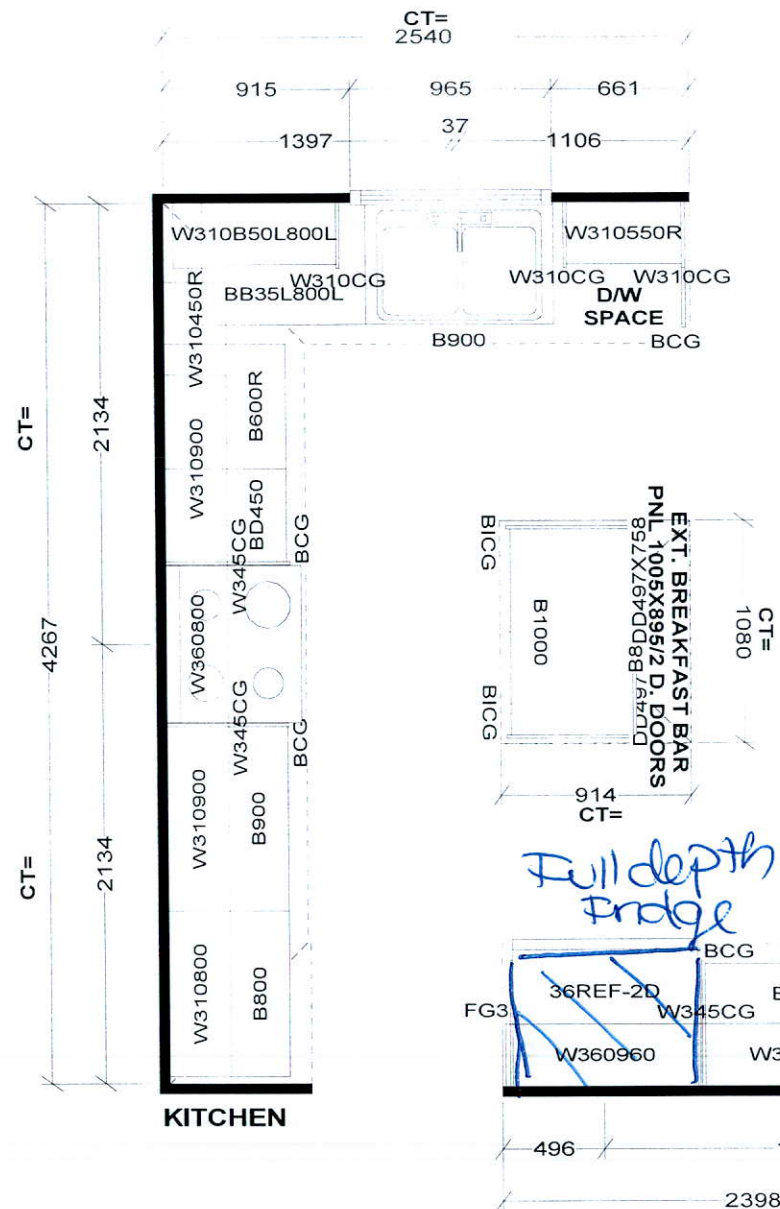 CT=
2540
915
965
661
1397
37
1106
W310B50L800L
W310550R
W310CG
W310CG
W310CG
BB35L800L
D/W
SPACE
B900
BCG
W310450R
CT=
2134
W310900
B600R
BD450
W345CG
BCG
4267
W360800
BICG
B1000
BICG
EXT. BREAKFAST BAR
PNL 1005X895/2 D. DOORS
CT=
1080
W345CG
BCG
914
CT=
CT=
2134
W310900
B900
Full depth
Fridge
BCG
36REF-2D
FG3
W345CG
W360960
W310800
B800
KITCHEN
496
2398